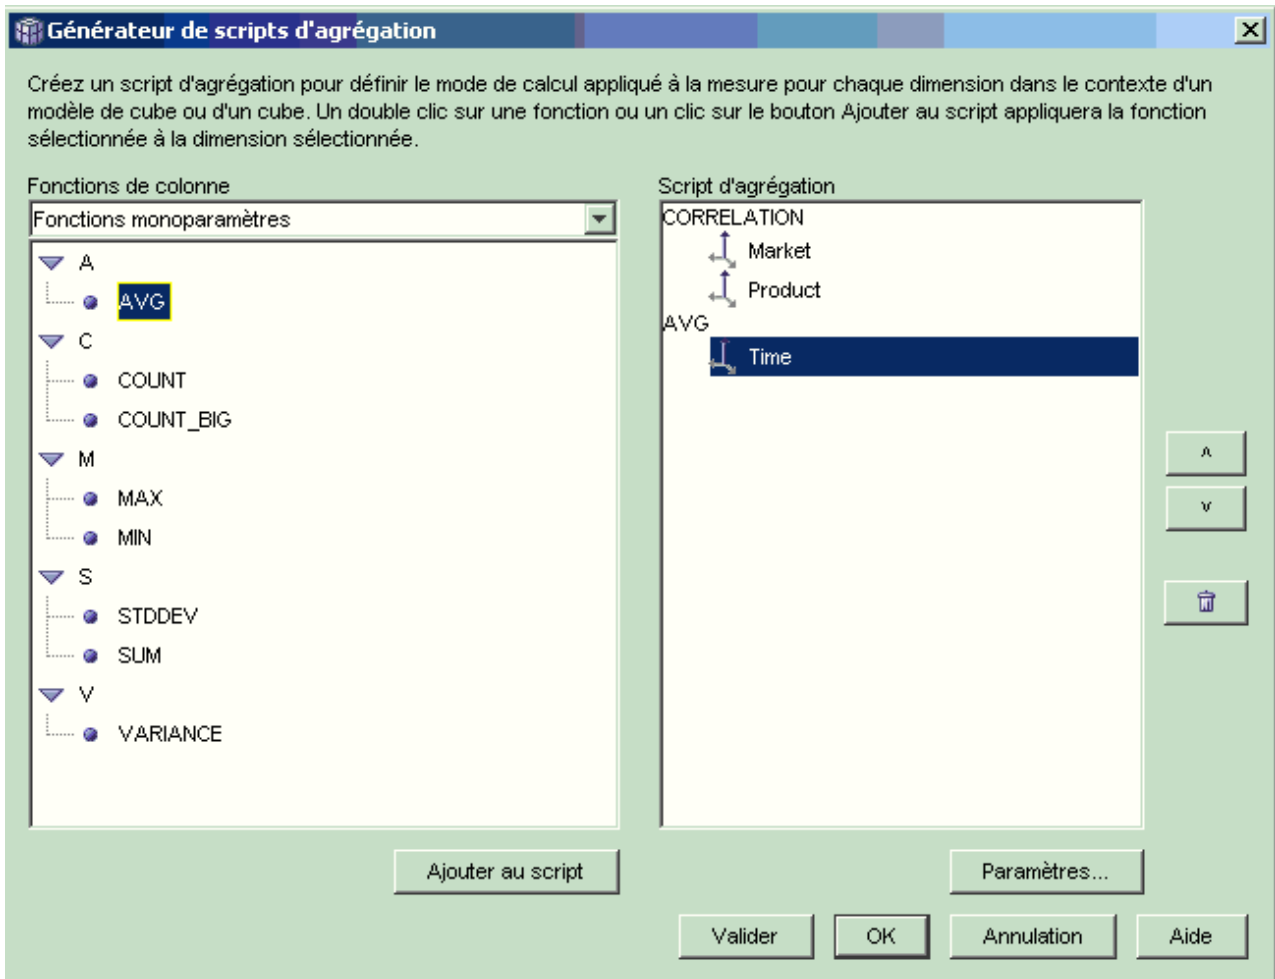 Générateur de scripts d'agrégation
Créez un script d'agrégation pour définir le mode de calcul appliqué à la mesure pour chaque dimension dans le contexte d'un
modèle de cube ou d'un cube. Un double clic sur une fonction ou un clic sur le bouton Ajouter au script appliquera la fonction
sélectionnée à la dimension sélectionnée.
Fonctions de colonne
Fonctions monoparamètres
A
AVG
C
COUNT
COUNT_BIG
M
MAX
MIN
S
STDDEV
SUM
V
VARIANCE
Ajouter au script
Script d'agrégation
CORRELATION
Market
Product
AVG
Time
^
v
Paramètres...
Valider
OK
Annulation
Aide